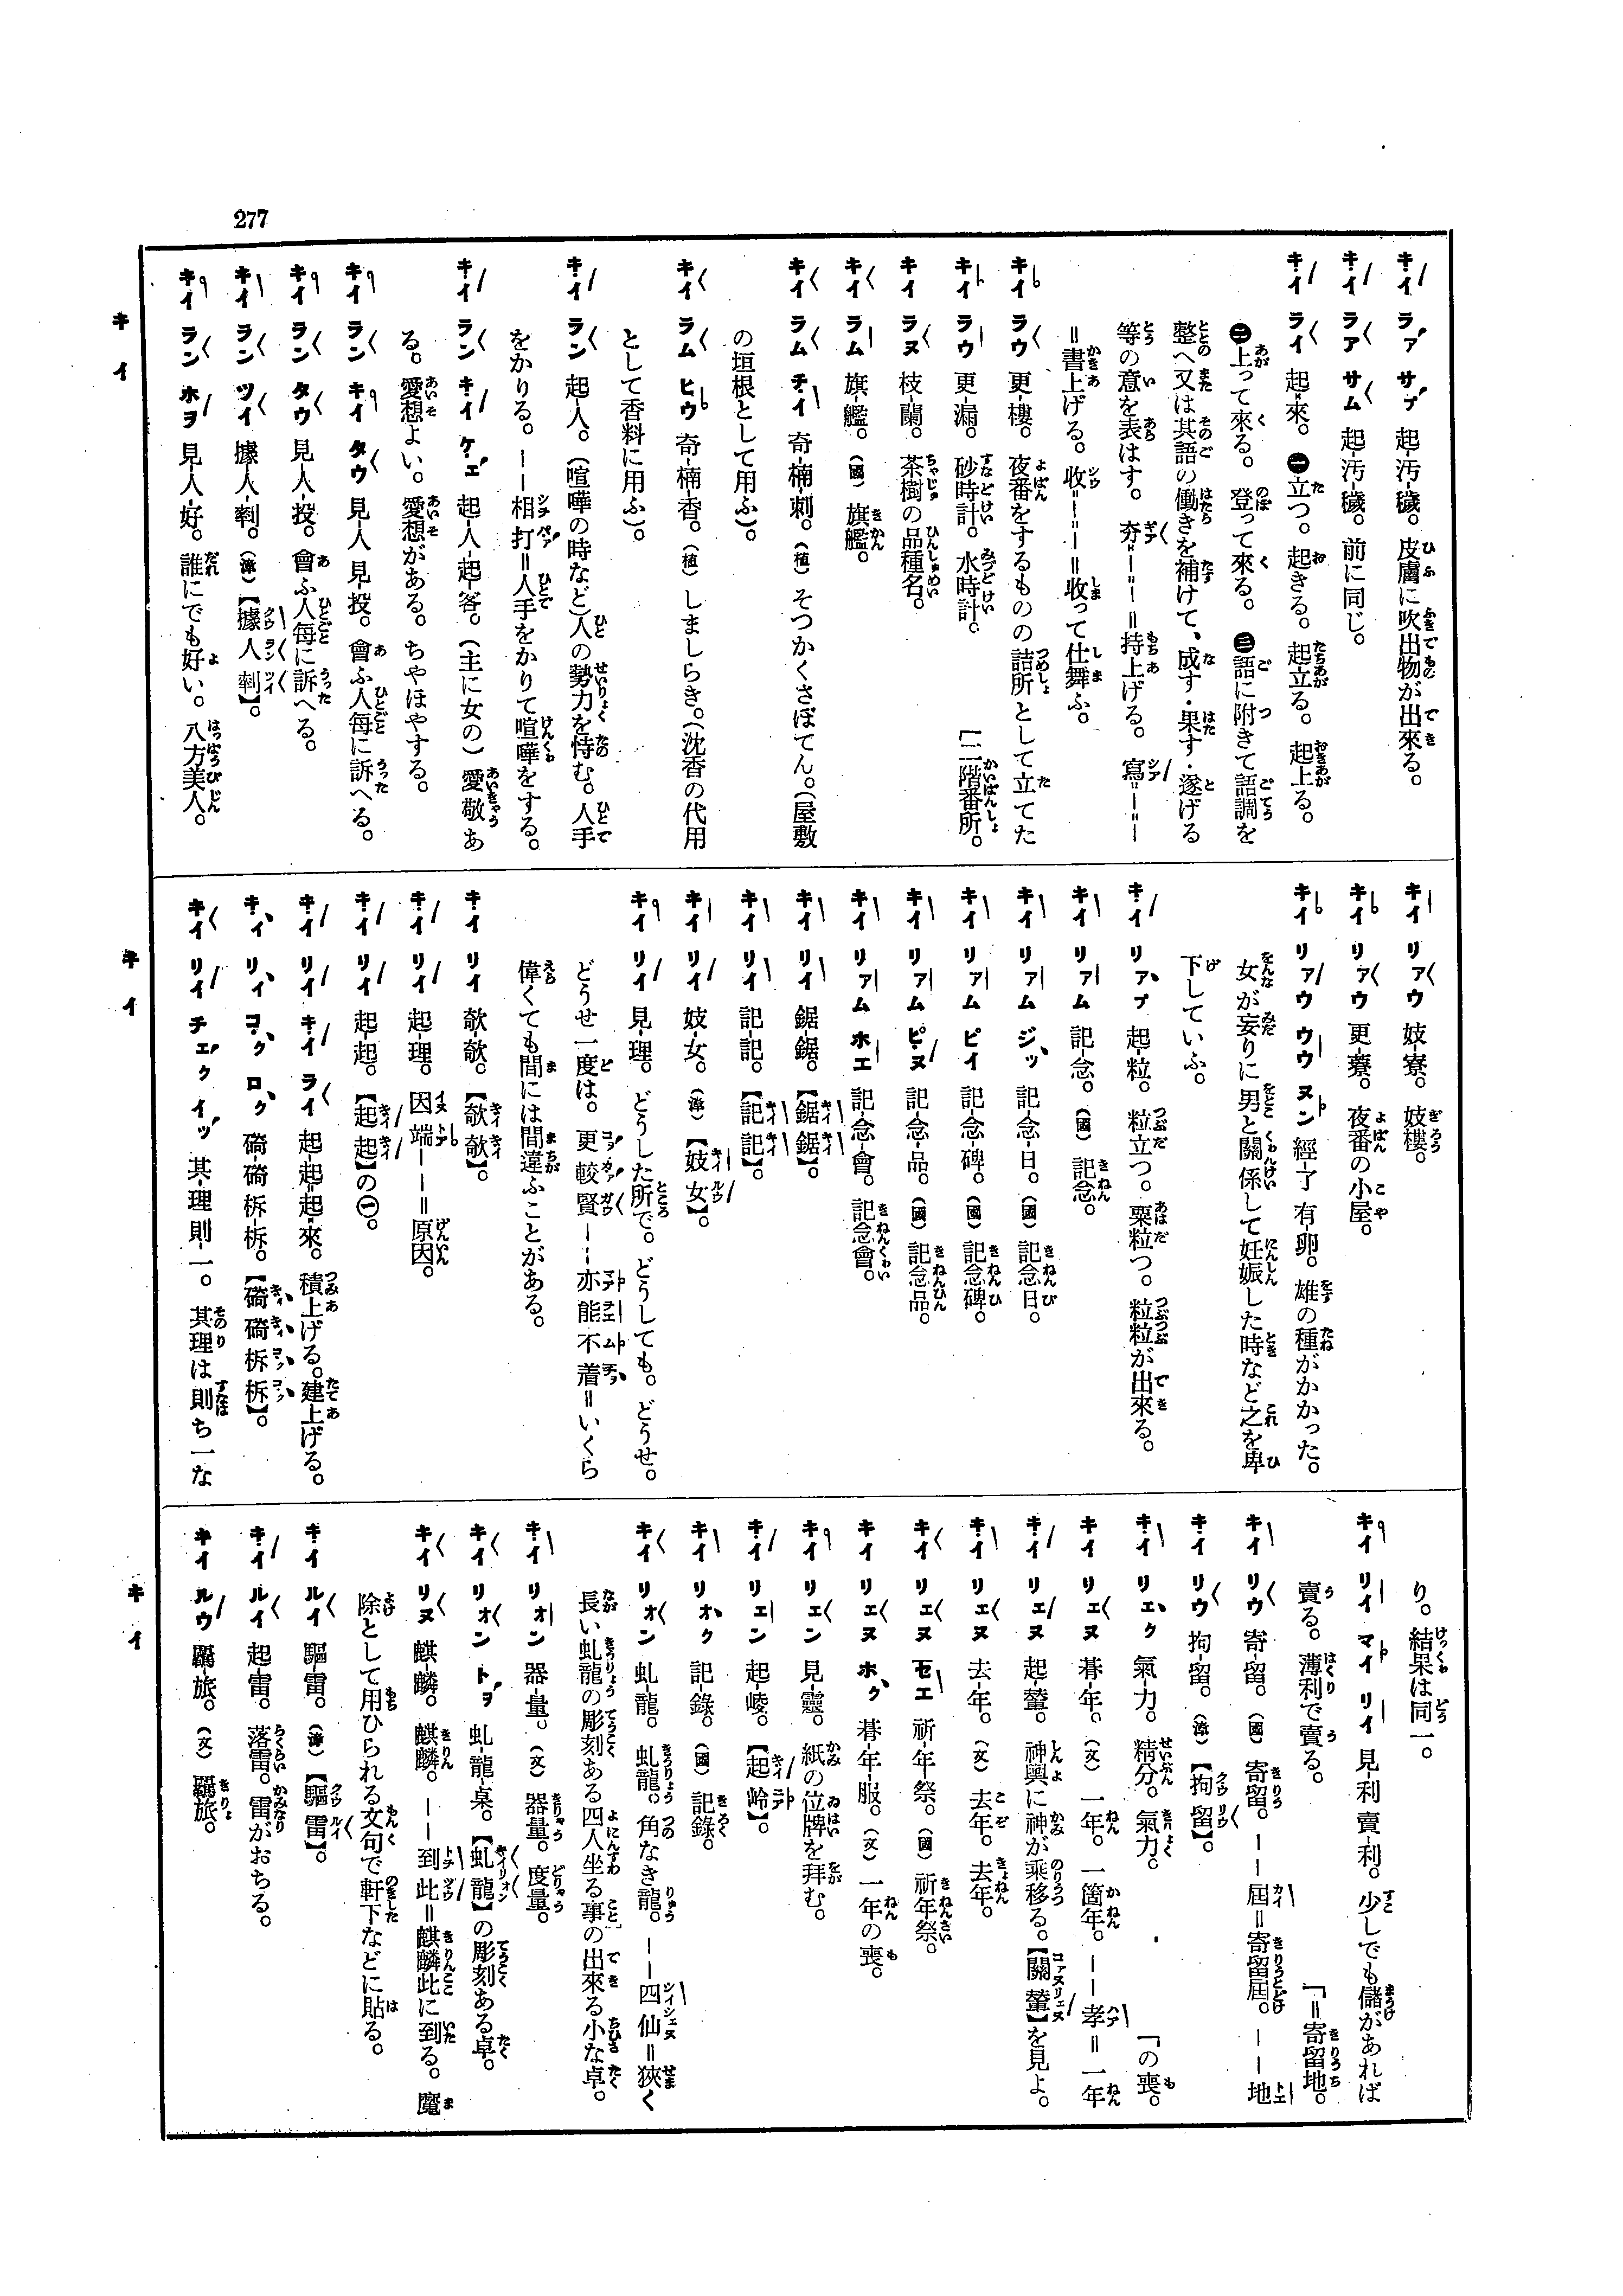 277
キイ
キイ ラァ サプ 起-汚-穢。皮膚に吹出物が出來る。
キイ ラァ サム 起-汚-穢。前に同じ。
キイ ライ 起-來。㊀立つ。起きる。起立る。起上る。
㊁上って來る。登って來る。㊂語に附きて語調を
整へ又は其語の働きを補けて、成す・果す・遂げる
等の意を表はす。夯=--=持上げる。寫=--
=書上げる。收=--=收って仕舞ふ。
キイ ラウ 更-樓。夜番をするものの詰所として立てた
[二階番所。
キイ ラウ 更-漏。砂時計。水時計。
キイ ラヌ 枝-蘭。茶樹の品種名。
キイ ラム 旗-艦。(國) 旗艦。
キイ ラム チイ 奇-楠-刺。(植) そつかくさぼてん。(屋敷
の垣根として用ふ)。
キイ ラム ヒウ 奇-楠-香。(植) しましらき。(沈香の代用
として香料に用ふ)。
キイ ラン 起-人。(喧嘩の時など)人の勢力を恃む。人手
をかりる。--相打=人手をかりて喧嘩をする。
キイ ラン キイ ケェ 起-人-起-客。(主に女の) 愛敬あ
る。愛想よい。愛想がある。ちやほやする。
キイ ラン キイ タウ 見-人 見-投。會ふ人毎に訴へる。
キイ ラン タウ 見-人-投。會ふ人毎に訴へる。
キイ ラン ツイ 據-人-剌。(漳)【據人剌】。
キイ ラン ホヲ 見-人-好。誰にでも好い。八方美人。
キイ
キイ リァウ 妓-寮。妓樓。
キイ リァウ 更-寮。夜番の小屋。
キイ リァウ ウウ ヌン 經-了 有-卵。雄の種がかかった。
女が妄りに男と關係して妊娠した時など之を卑
下していふ。
キイ リァプ 起-粒。粒立つ。粟粒つ。粒粒が出來る。
キイ リァム 記-念。(國) 記念。
キイ リァム ジッ 記-念-日。(國) 記念日。
キイ リァム ピイ 記-念-碑。(國) 記念碑。
キイ リァム ピヌ 記-念-品。(國) 記念品。
キイ リァム ホエ 記-念-會。記念會。
キイ リイ 鋸-鋸。【鋸鋸】。
キイ リイ 記-記。【記記】。
キイ リイ 妓-女。(漳)【妓女】。
キイ リイ 見-理。どうした所で。どうしても。どうせ。
どうせ一度は。更較賢--亦能不着=いくら
偉くても間には間違ふことがある。
キイ リイ 欹-欹。【欹欹】。
キイ リイ 起-理。因端--=原因。
キイ リイ 起-起。【起起】の㊀。
キイ リイ キイ ライ 起-起=起-來。積上げる。建上げる。
キィ リィ コク ロク 碕-碕 柝-柝。【碕碕柝柝】。
キイ リイ チェク イッ 其-理 則-一。其理は則ち一な
キイ
り。結果は同一。
キイ リイ マイ リイ 見-利 賣-利。少しでも儲があれば
賣る。薄利で賣る。
[=寄留地。
キイ リウ 寄-留。(國) 寄留。--屆=寄留屆。--地
キイ リウ 拘-留。(漳)【拘留】。
キイ リェク 氣-力。精分。氣力。
[の喪。
キイ リェヌ 朞-年。(文) 一年。一箇年。--孝=一年
キイ リェヌ 起-輦。神輿に神が乘移る。【關輦】を見よ。
キイ リェヌ 去-年。(文) 去年。去年。
キイ リェヌ セエ 祈-年-祭。(國) 祈年祭。
キイ リェヌ ホク 朞-年-服。(文) 一年の喪。
キイ リェン 見-靈。紙の位牌を拜む。
キイ リェン 起-崚。【起岭】。
キイ リォク 記-錄。(國) 記錄。
キイ リォン 虬-龍。虬龍。角なき龍。--四仙=狹く
長い虬龍の彫刻ある四人坐る事の出來る小な卓。
キイ リォン 器-量。(文) 器量。度量。
キイ リォン トヲ 虬-龍-桌。【虬龍】の彫刻ある卓。
キイ リヌ 麒-麟。麒麟。--到此=麒麟此に到る。魔
除として用ひられる文句で軒下などに貼る。
キイ ルイ 驅-雷。(漳)【驅雷】。
キイ ルイ 起-雷。落雷。雷がおちる。
キイ ルウ 羈-旅。(文) 羈旅。